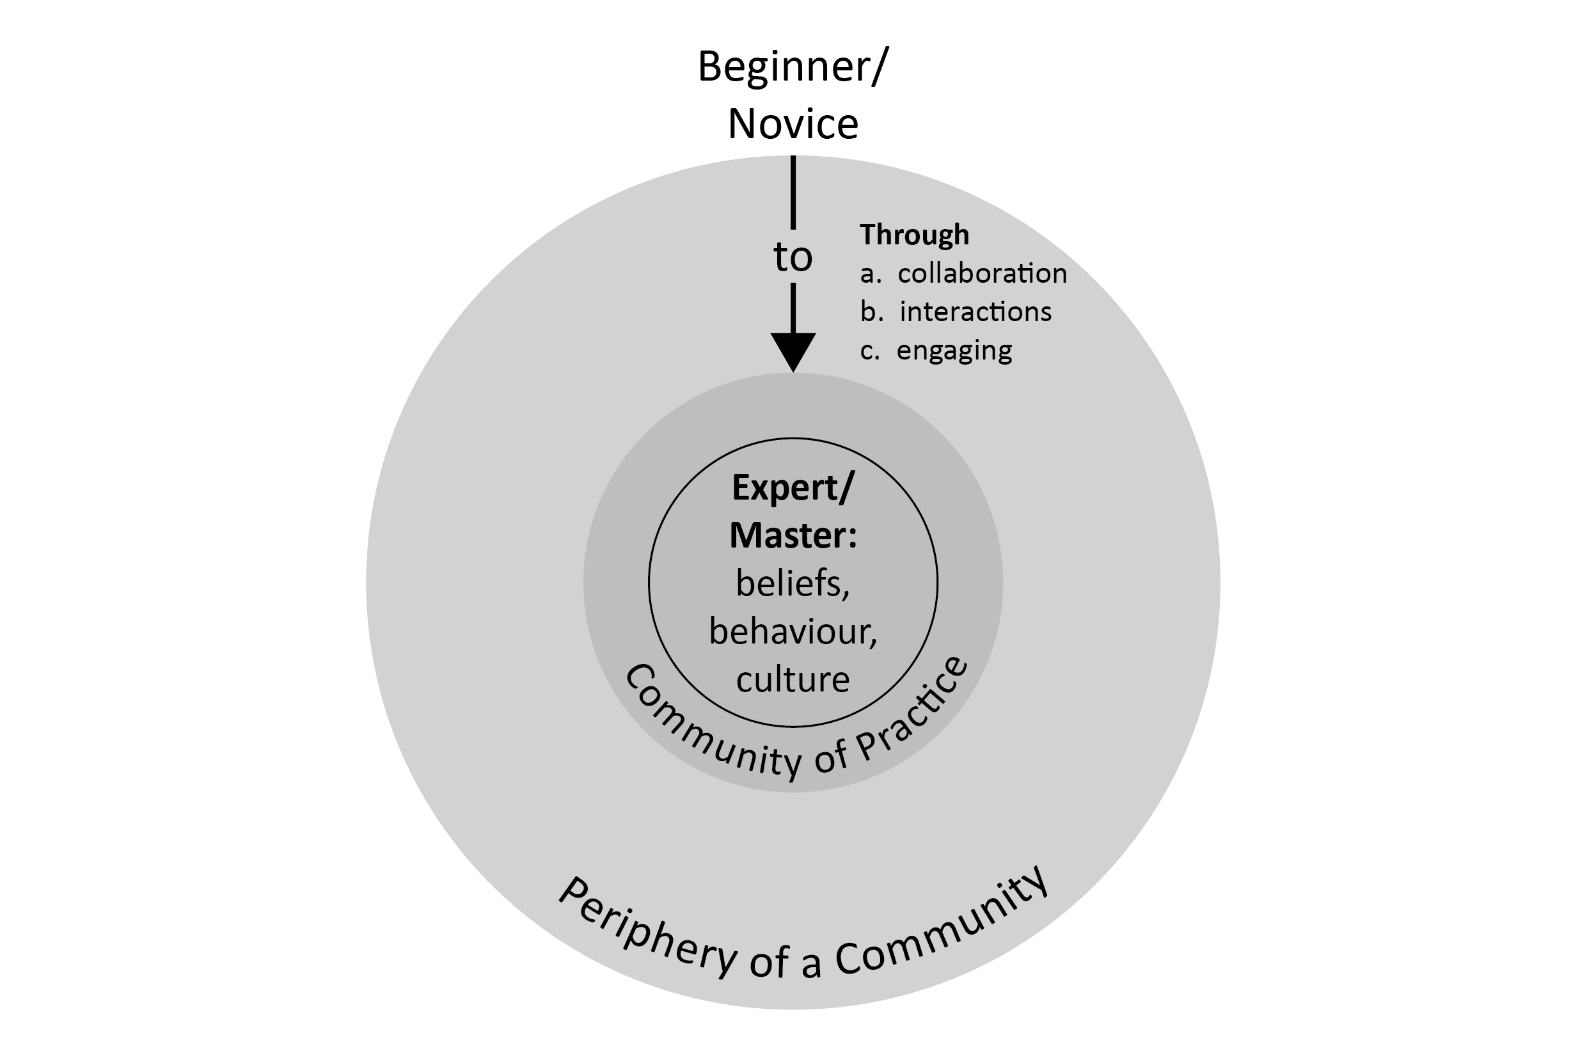 Beginner/
Novice
to
Through
a. collaboration
b. interactions
c. engaging
Expert/
Master:
beliefs,
behaviour,
culture
Community of Practice
Periphery of a Community